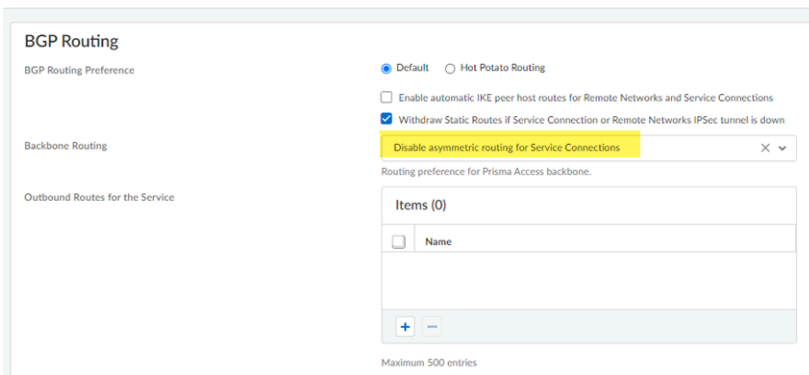 BGP Routing
BGP Routing Preference
Default Hot Potato Routing
Enable automatic IKE peer host routes for Remote Networks and Service Connections
Withdraw Static Routes if Service Connection or Remote Networks IPSec tunnel is down
Backbone Routing
Disable asymmetric routing for Service Connections
Routing preference for Prisma Access backbone.
Outbound Routes for the Service
Items (0)
Name
Maximum 500 entries